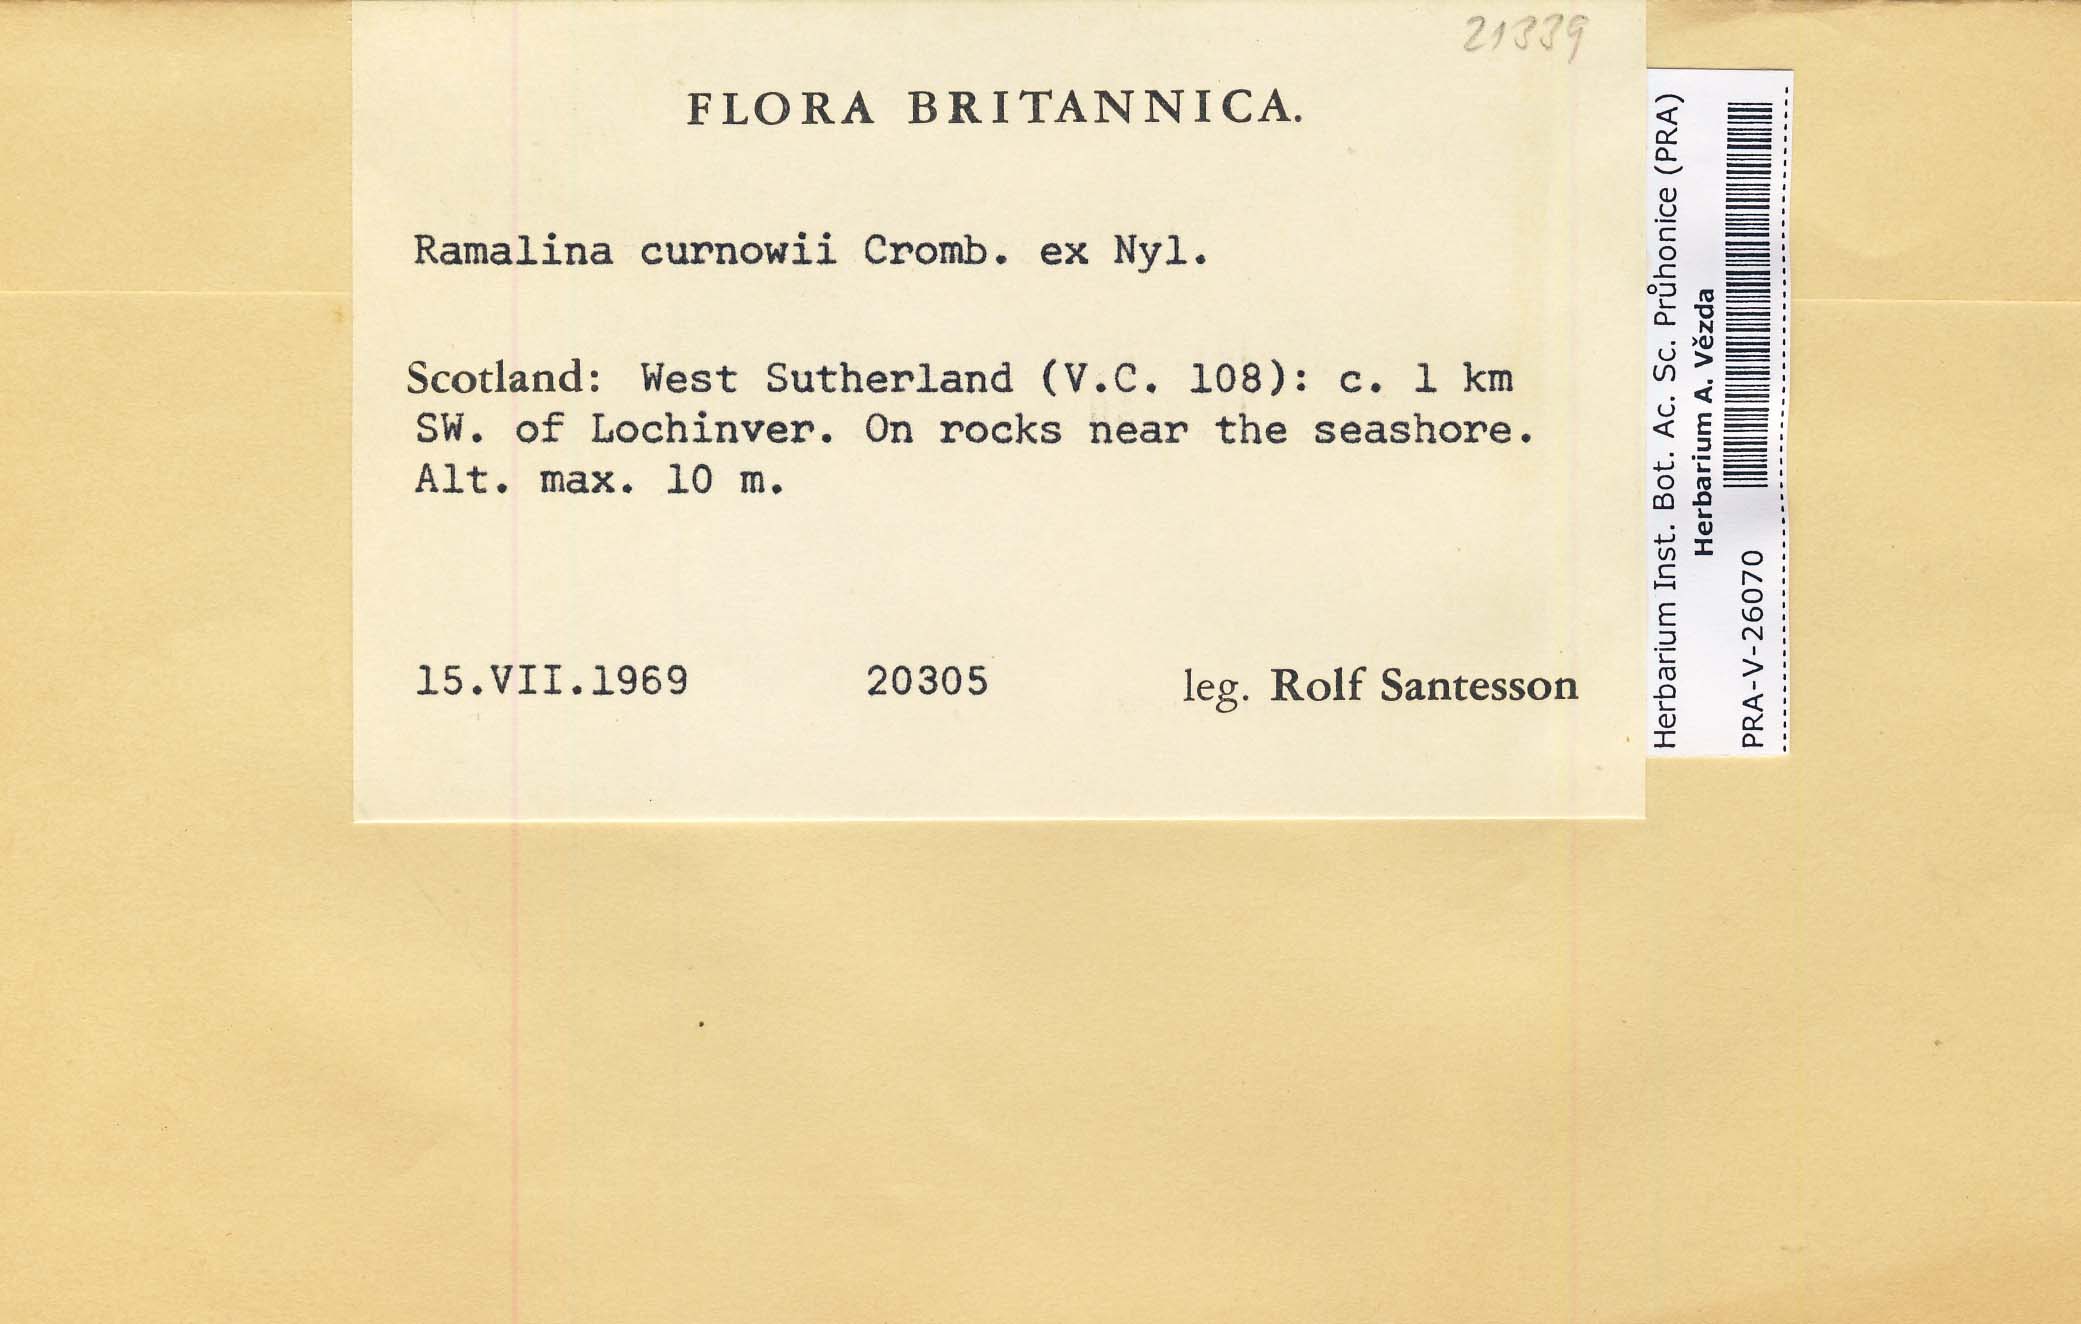 21339
FLORA BRITANNICA.
Ramalina curnowii Cromb. ex Nyl.
Scotland: West Sutherland (V.C. 108): c. 1 km
SW. of Lochinver. On rocks near the seashore.
Alt. max. 10 m.
15.VII.1969 20305 leg. Rolf Santesson
Herbarium Inst. Bot. Ac. Sc. Průhonice (PRA)
Herbarium A. Vězda
PRA-V-26070